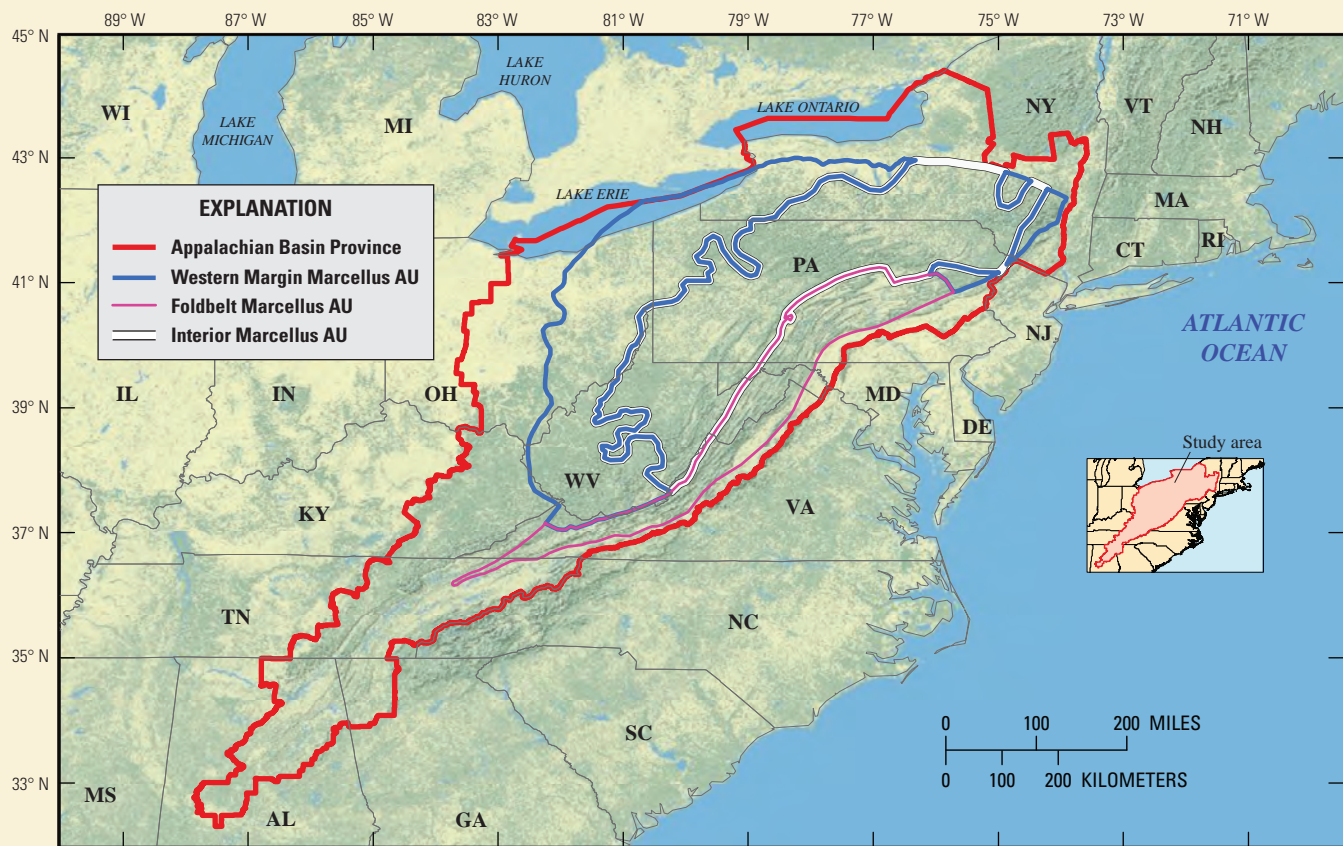 89° W 87° W 85° W 83° W 81° W 79° W 77° W 75° W 73° W 71° W
45° N
43° N
41° N
39° N
37° N
35° N
33° N
LAKE
HURON
LAKE ONTARIO
NY
VT
WI
LAKE
MICHIGAN
MI
NH
LAKE ERIE
MA
EXPLANATION
Appalachian Basin Province
Western Margin Marcellus AU
Foldbelt Marcellus AU
Interior Marcellus AU
CT
RI
PA
NJ
ATLANTIC
OCEAN
IL
IN
OH
MD
DE
Study area
WV
KY
VA
TN
NC
SC
0 100 200 MILES
0 100 200 KILOMETERS
MS
AL
GA